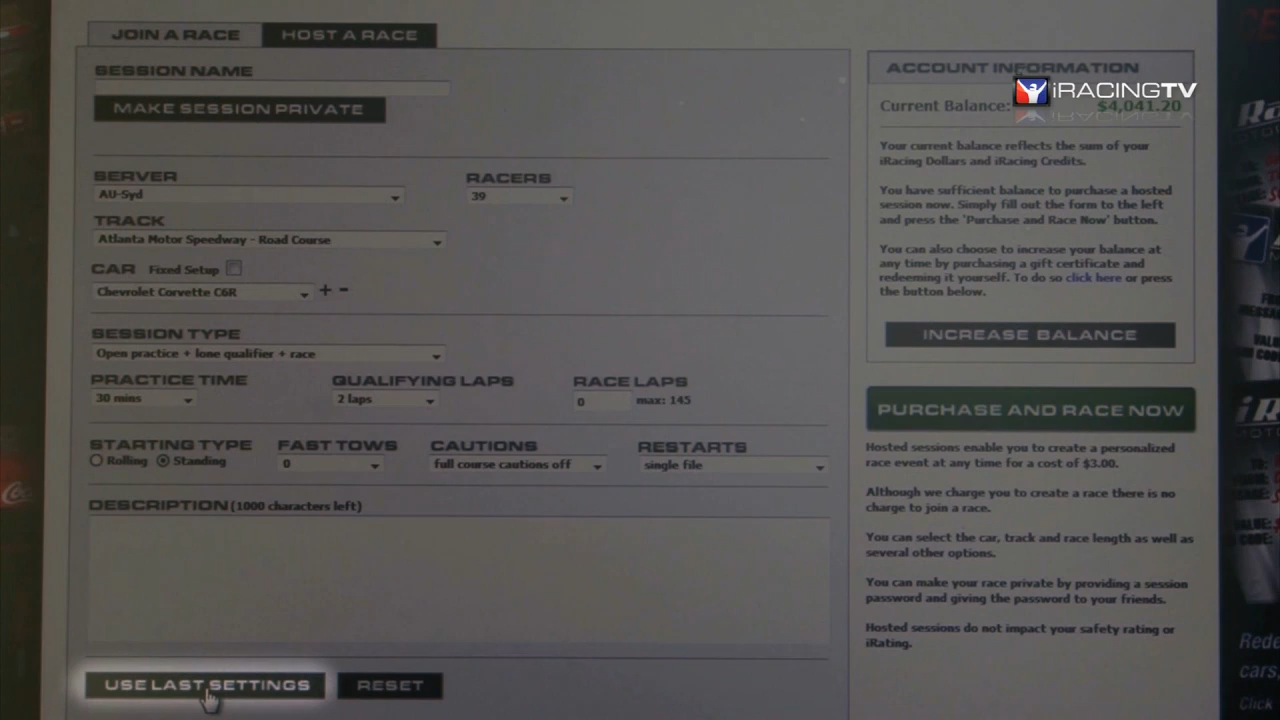 JOIN A RACE
HOST A RACE
SESSION NAME
MAKE SESSION PRIVATE
SERVER
RACERS
AU-Syd
39
TRACK
Atlanta Motor Speedway - Road Course
CAR Fixed Setup
Chevrolet Corvette C6R + -
SESSION TYPE
Open practice + lone qualifier + race
PRACTICE TIME
QUALIFYING LAPS
RACE LAPS
30 mins
2 laps
0 max: 145
STARTING TYPE
FAST TOWS
CAUTIONS
RESTARTS
Rolling Standing
0
full course cautions off
single file
DESCRIPTION (1000 characters left)
USE LAST SETTINGS
RESET
ACCOUNT INFORMATION
iRACINGTV
Current Balance: $4,041.20
Your current balance reflects the sum of your
iRacing Dollars and iRacing Credits.
You have sufficient balance to purchase a hosted
session now. Simply fill out the form to the left
and press the 'Purchase and Race Now' button.
You can also choose to increase your balance at
any time by purchasing a gift certificate and
redeeming it yourself. To do so click here or press
the button below.
INCREASE BALANCE
PURCHASE AND RACE NOW
Hosted sessions enable you to create a personalized
race event at any time for a cost of $3.00.
Although we charge you to create a race there is no
charge to join a race.
You can select the car, track and race length as well as
several other options.
You can make your race private by providing a session
password and giving the password to your friends.
Hosted sessions do not impact your safety rating or
iRating.
cars,
Click